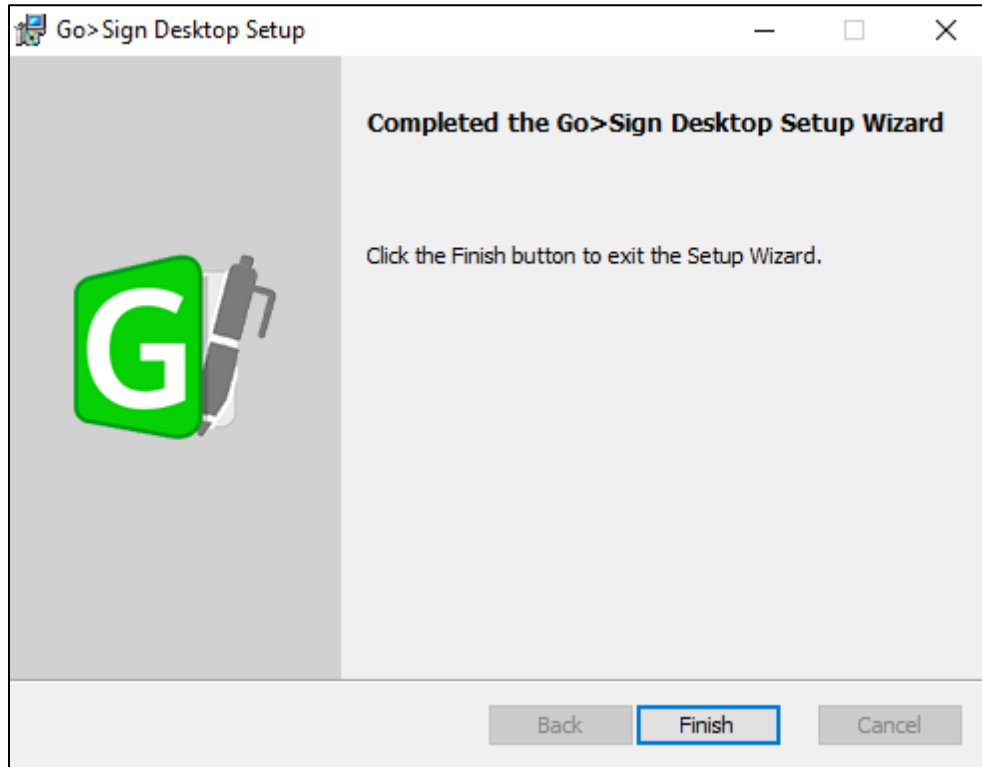 Go>Sign Desktop Setup
Completed the Go>Sign Desktop Setup Wizard
Click the Finish button to exit the Setup Wizard.
G
Back Finish Cancel